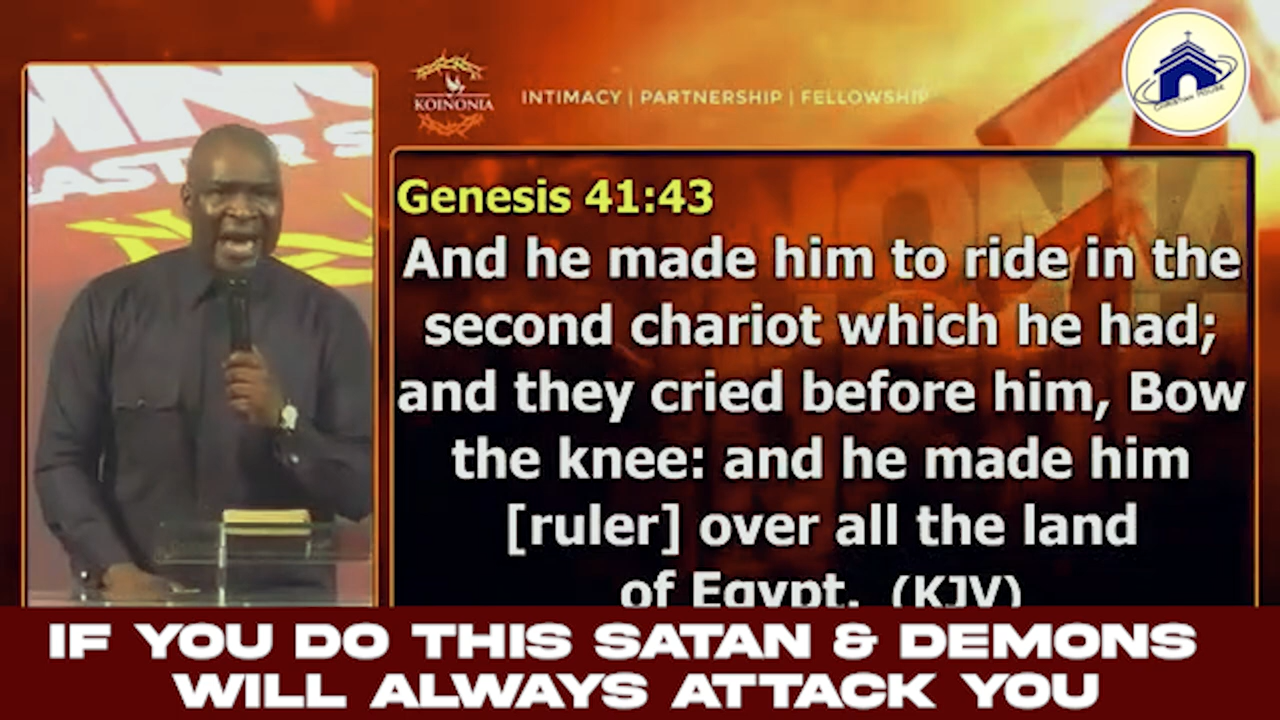 KOINONIA
INTIMACY | PARTNERSHIP | FELLOWSHIP
CHRISTIAN HOUSE
Genesis 41:43
And he made him to ride in the
second chariot which he had;
and they cried before him, Bow
the knee: and he made him
[ruler] over all the land
of Egypt. (KJV)
IF YOU DO THIS SATAN & DEMONS
WILL ALWAYS ATTACK YOU